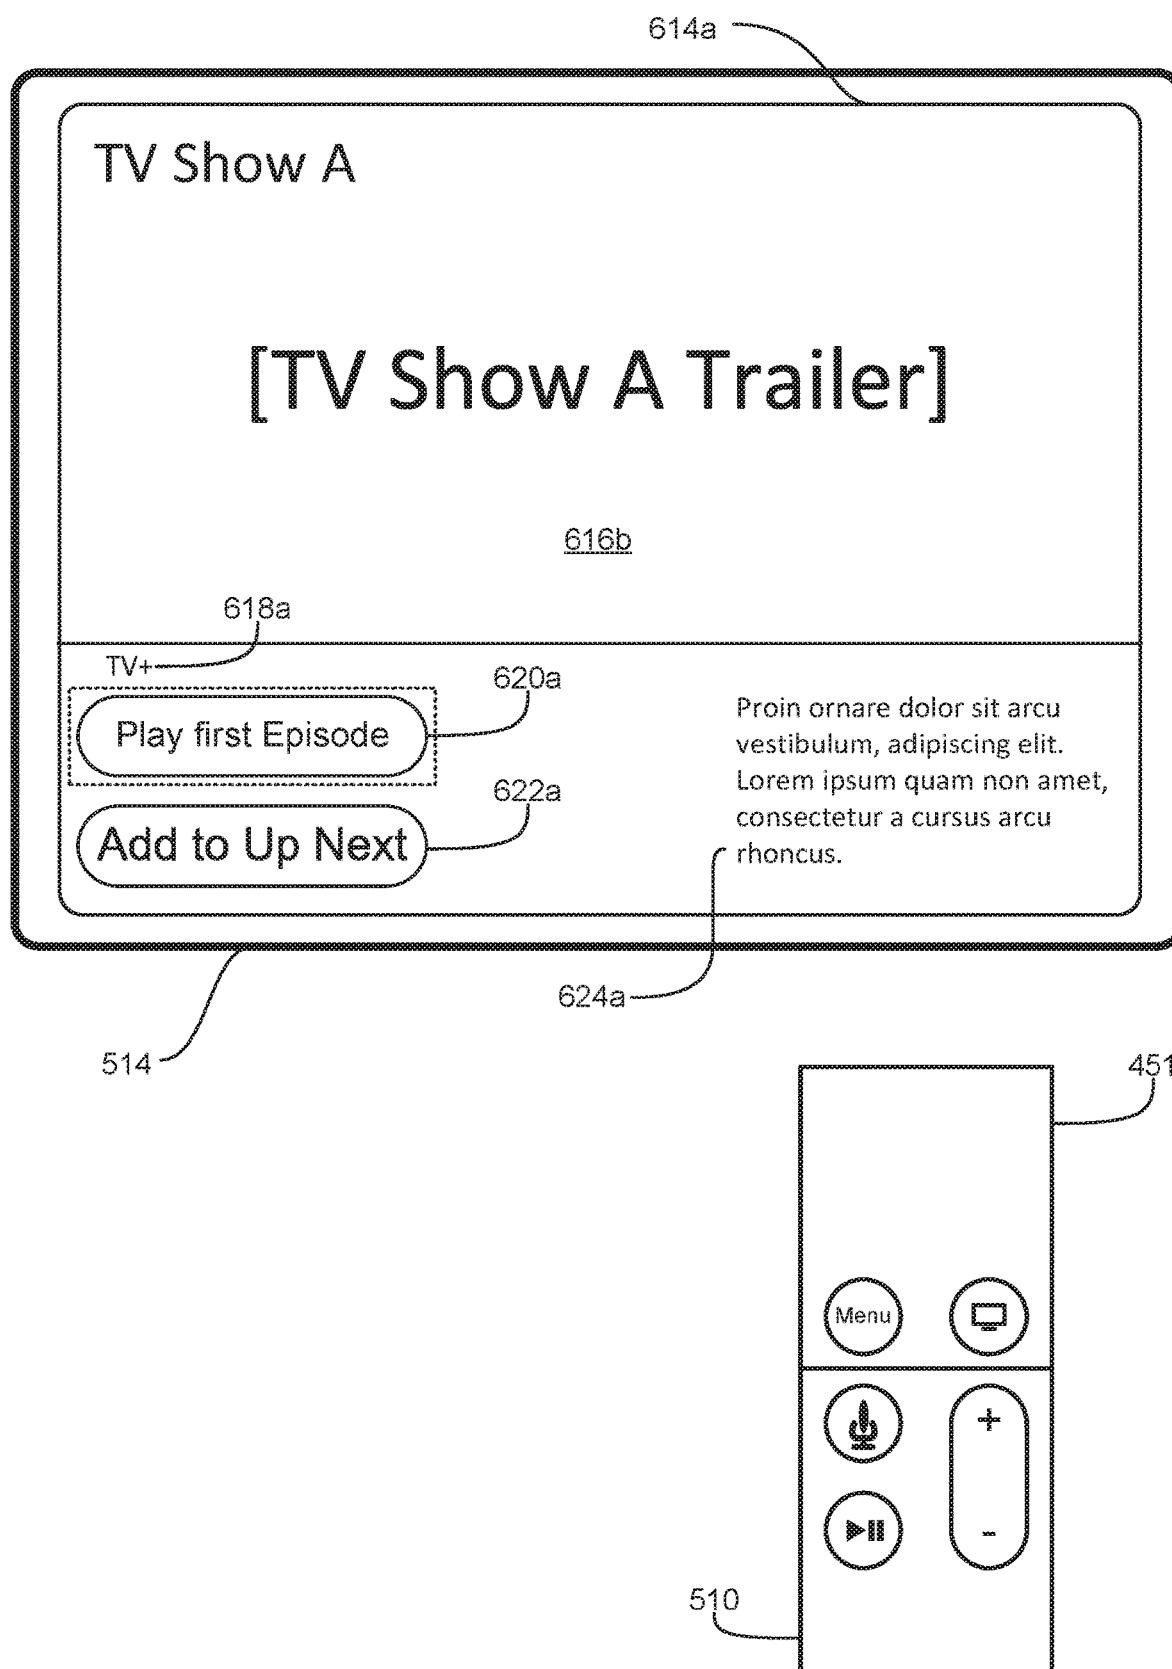 614a
TV Show A
[TV Show A Trailer]
616b
618a
TV+
620a
Play first Episode
622a
Add to Up Next
Proin ornare dolor sit arcu
vestibulum, adipiscing elit.
Lorem ipsum quam non amet,
consectetur a cursus arcu
rhoncus.
624a
514
451
Menu
+
-
510